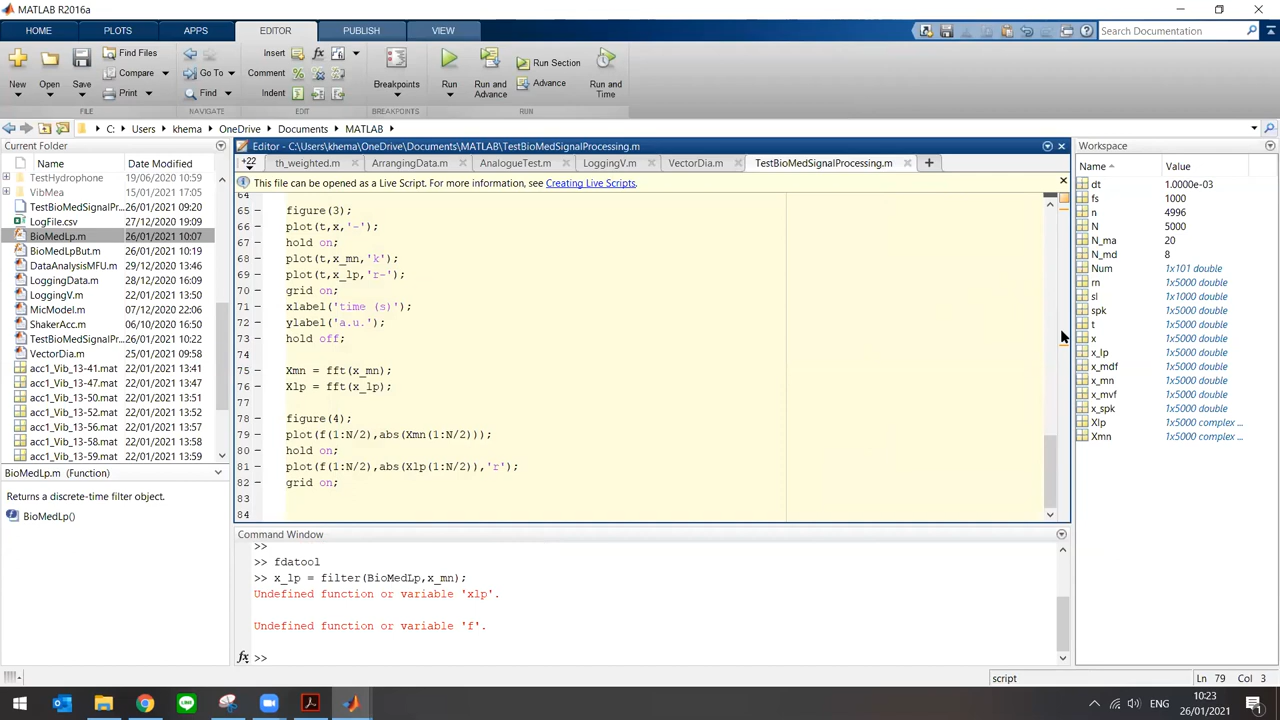 MATLAB R2016a
HOME PLOTS APPS EDITOR PUBLISH VIEW Search Documentation
New Open Save Find Files Compare Print Go To Find Insert fx Comment Indent Breakpoints Run Run and Advance Run Section Advance Run and Time
FILE NAVIGATE EDIT BREAKPOINTS RUN
C: Users khema OneDrive Documents MATLAB
Current Folder
Name Date Modified
TestHydrophone 19/06/2020 10:59
VibMea 15/01/2021 17:05
TestBioMedSignalPr... 26/01/2021 09:20
LogFile.csv 27/12/2020 19:09
BioMedLp.m 26/01/2021 10:07
BioMedLpBut.m 26/01/2021 10:19
DataAnalysisMFU.m 29/12/2020 13:46
LoggingData.m 28/12/2020 14:31
LoggingV.m 22/01/2021 13:50
MicModel.m 07/12/2020 22:06
ShakerAcc.m 06/10/2020 16:50
TestBioMedSignalPr... 26/01/2021 10:22
VectorDia.m 25/01/2021 09:58
acc1_Vib_13-41.mat 22/01/2021 13:41
acc1_Vib_13-47.mat 22/01/2021 13:47
acc1_Vib_13-50.mat 22/01/2021 13:51
acc1_Vib_13-52.mat 22/01/2021 13:52
acc1_Vib_13-56.mat 22/01/2021 13:57
acc1_Vib_13-58.mat 22/01/2021 13:58
acc1_Vib_13-59.mat 22/01/2021 13:59
BioMedLp.m (Function)
Returns a discrete-time filter object.
BioMedLp()
Editor - C:\Users\khema\OneDrive\Documents\MATLAB\TestBioMedSignalProcessing.m
+22 th_weighted.m ArrangingData.m AnalogueTest.m LoggingV.m VectorDia.m TestBioMedSignalProcessing.m
This file can be opened as a Live Script. For more information, see Creating Live Scripts.
64
65 - figure(3);
66 - plot(t,x,'-');
67 - hold on;
68 - plot(t,x_mn,'k');
69 - plot(t,x_lp,'r-');
70 - grid on;
71 - xlabel('time (s)');
72 - ylabel('a.u.');
73 - hold off;
74
75 - Xmn = fft(x_mn);
76 - Xlp = fft(x_lp);
77
78 - figure(4);
79 - plot(f(1:N/2),abs(Xmn(1:N/2)));
80 - hold on;
81 - plot(f(1:N/2),abs(Xlp(1:N/2)),'r');
82 - grid on;
83
84
Command Window
>>
>> fdatool
>> x_lp = filter(BioMedLp,x_mn);
Undefined function or variable 'xlp'.
Undefined function or variable 'f'.
fx >>
Workspace
Name Value
dt 1.0000e-03
fs 1000
n 4996
N 5000
N_ma 20
N_md 8
Num 1x101 double
rn 1x5000 double
sl 1x1000 double
spk 1x5000 double
t 1x5000 double
x 1x5000 double
x_lp 1x5000 double
x_mdf 1x5000 double
x_mn 1x5000 double
x_mvf 1x5000 double
x_spk 1x5000 double
Xlp 1x5000 complex ...
Xmn 1x5000 complex ...
script Ln 79 Col 3
ENG 10:23
26/01/2021